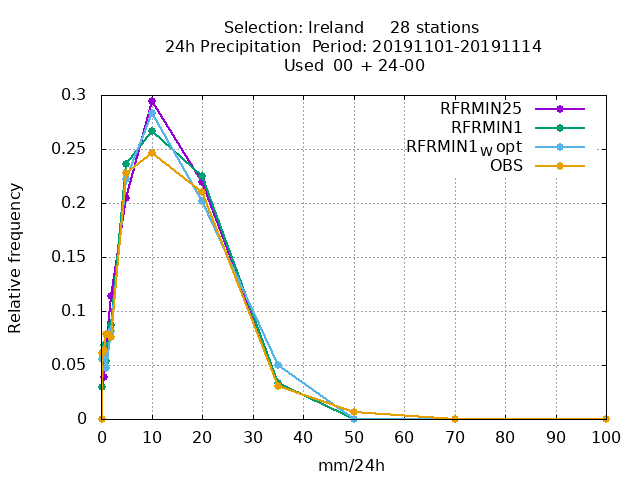 Selection: Ireland 28 stations
24h Precipitation Period: 20191101-20191114
Used 00 + 24-00
0.3
0.25
0.2
0.15
0.1
0.05
0
Relative frequency
RFRMIN25
RFRMIN1
RFRMIN1_W opt
OBS
0 10 20 30 40 50 60 70 80 90 100
mm/24h